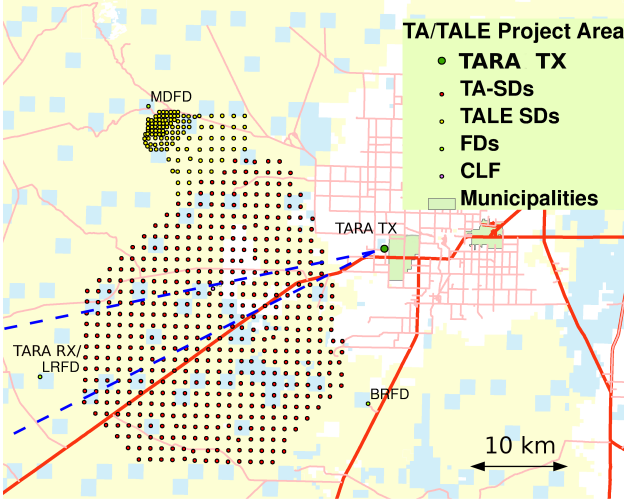 TA/TALE Project Area
TARA TX
TA-SDs
TALE SDs
FDs
CLF
Municipalities
MDFD
TARA TX
TARA RX/
LRFD
BRFD
10 km